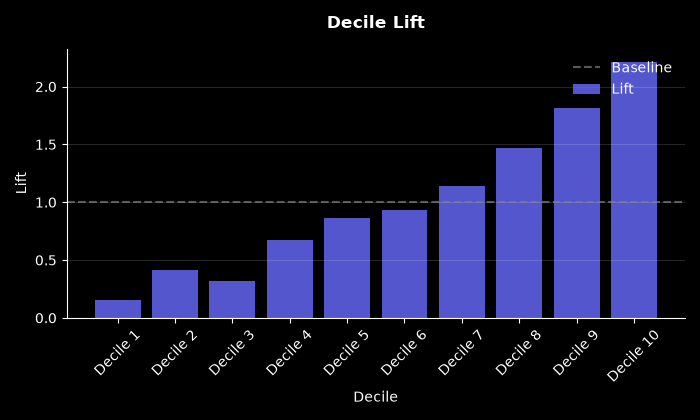 Decile Lift
Baseline
Lift
Lift
2.0
1.5
1.0
0.5
0.0
Decile 1
Decile 2
Decile 3
Decile 4
Decile 5
Decile 6
Decile 7
Decile 8
Decile 9
Decile 10
Decile